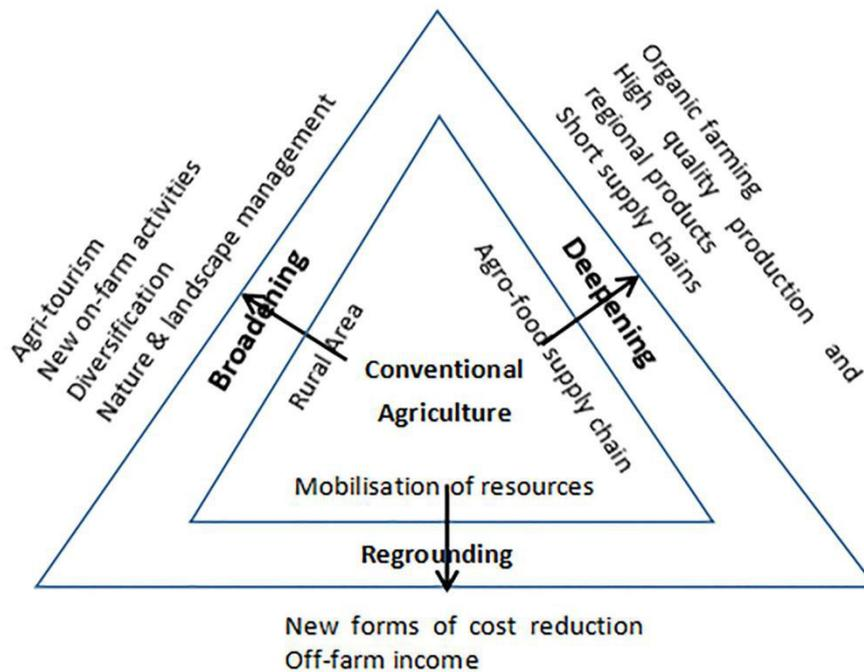 Agri-tourism
New on-farm activities
Diversification
Nature & landscape management
Broadening
Rural Area
Organic farming
High quality production and
regional products
Short supply chains
Deepening
Agro-food supply chain
Conventional
Agriculture
Mobilisation of resources
Regrounding
New forms of cost reduction
Off-farm income